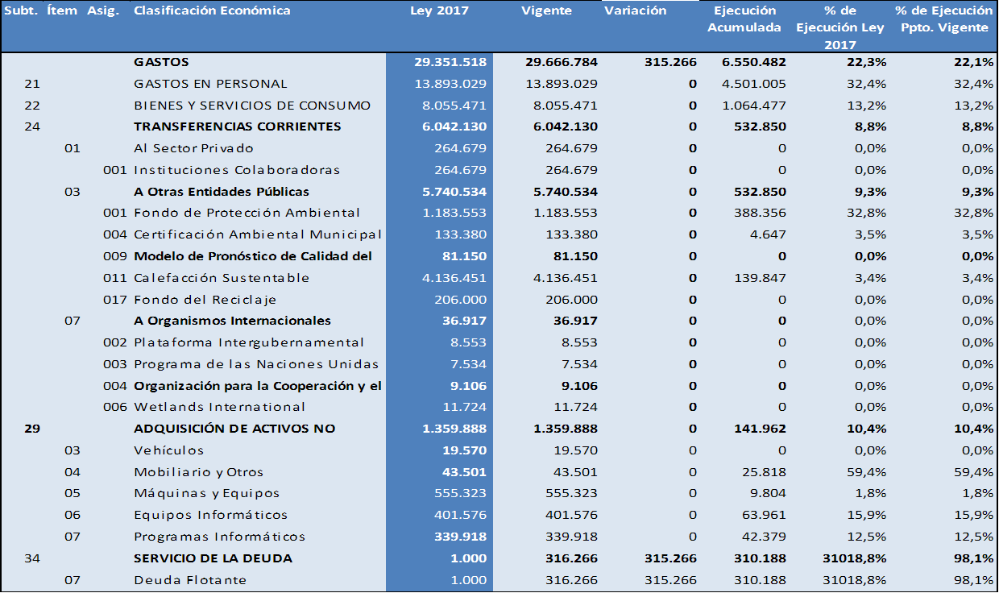 Subt. Ítem Asig. Clasificación Económica Ley 2017 Vigente Variación Ejecución Acumulada % de Ejecución Ley 2017 % de Ejecución Ppto. Vigente
GASTOS 29.351.518 29.666.784 315.266 6.550.482 22,3% 22,1%
21 GASTOS EN PERSONAL 13.893.029 13.893.029 0 4.501.005 32,4% 32,4%
22 BIENES Y SERVICIOS DE CONSUMO 8.055.471 8.055.471 0 1.064.477 13,2% 13,2%
24 TRANSFERENCIAS CORRIENTES 6.042.130 6.042.130 0 532.850 8,8% 8,8%
01 Al Sector Privado 264.679 264.679 0 0 0,0% 0,0%
001 Instituciones Colaboradoras 264.679 264.679 0 0 0,0% 0,0%
03 A Otras Entidades Públicas 5.740.534 5.740.534 0 532.850 9,3% 9,3%
001 Fondo de Protección Ambiental 1.183.553 1.183.553 0 388.356 32,8% 32,8%
004 Certificación Ambiental Municipal 133.380 133.380 0 4.647 3,5% 3,5%
009 Modelo de Pronóstico de Calidad del 81.150 81.150 0 0 0,0% 0,0%
011 Calefacción Sustentable 4.136.451 4.136.451 0 139.847 3,4% 3,4%
017 Fondo del Reciclaje 206.000 206.000 0 0 0,0% 0,0%
07 A Organismos Internacionales 36.917 36.917 0 0 0,0% 0,0%
002 Plataforma Intergubernamental 8.553 8.553 0 0 0,0% 0,0%
003 Programa de las Naciones Unidas 7.534 7.534 0 0 0,0% 0,0%
004 Organización para la Cooperación y el 9.106 9.106 0 0 0,0% 0,0%
006 Wetlands International 11.724 11.724 0 0 0,0% 0,0%
29 ADQUISICIÓN DE ACTIVOS NO 1.359.888 1.359.888 0 141.962 10,4% 10,4%
03 Vehículos 19.570 19.570 0 0 0,0% 0,0%
04 Mobiliario y Otros 43.501 43.501 0 25.818 59,4% 59,4%
05 Máquinas y Equipos 555.323 555.323 0 9.804 1,8% 1,8%
06 Equipos Informáticos 401.576 401.576 0 63.961 15,9% 15,9%
07 Programas Informáticos 339.918 339.918 0 42.379 12,5% 12,5%
34 SERVICIO DE LA DEUDA 1.000 316.266 315.266 310.188 31018,8% 98,1%
07 Deuda Flotante 1.000 316.266 315.266 310.188 31018,8% 98,1%